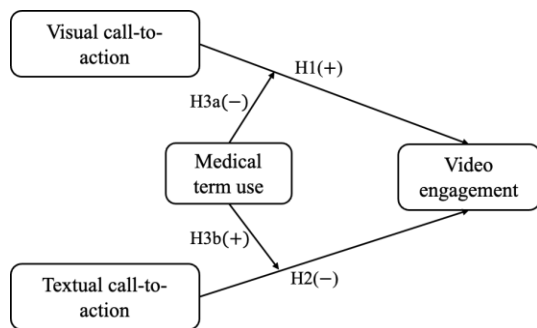 Visual call-to-
action
H1(+)
H3a(−)
Medical
term use
Video
engagement
H3b(+)
H2(−)
Textual call-to-
action